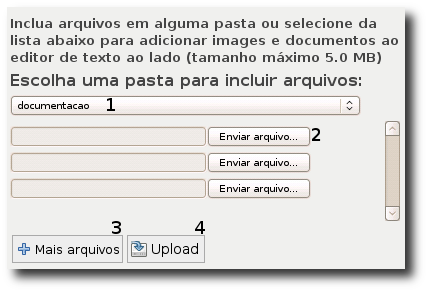 Inclua arquivos em alguma pasta ou selecione da
lista abaixo para adicionar images e documentos ao
editor de texto ao lado (tamanho máximo 5.0 MB)
Escolha uma pasta para incluir arquivos:
documentacao 1
Enviar arquivo... 2
Enviar arquivo...
Enviar arquivo...
3 4
Mais arquivos Upload